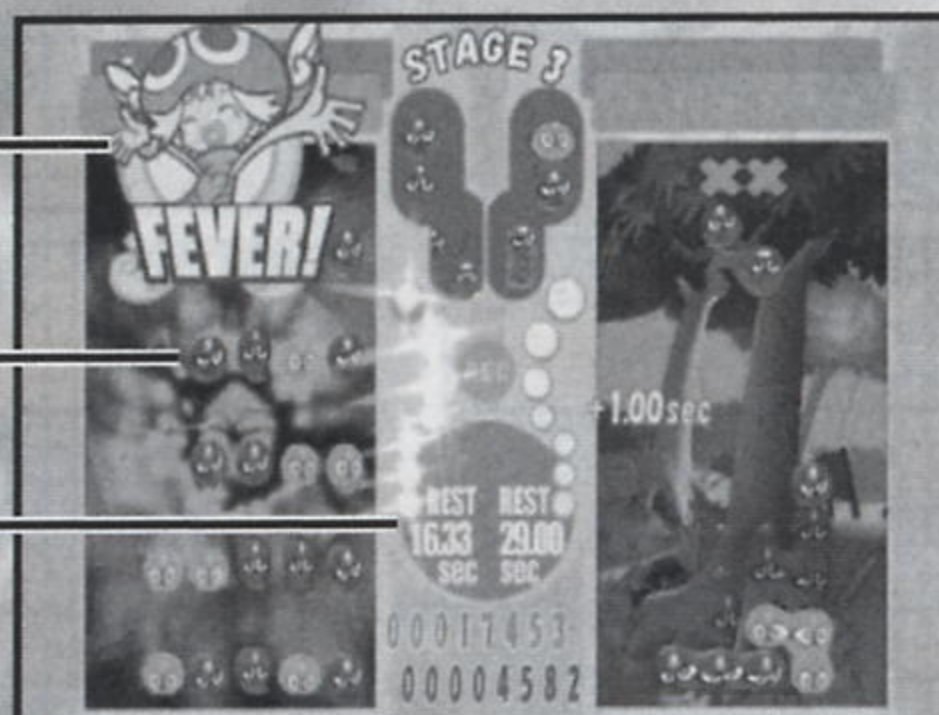 STAGE 3
FEVER!
+1.00sec
REST REST
16.33 29.00
sec sec
00017453
00004582